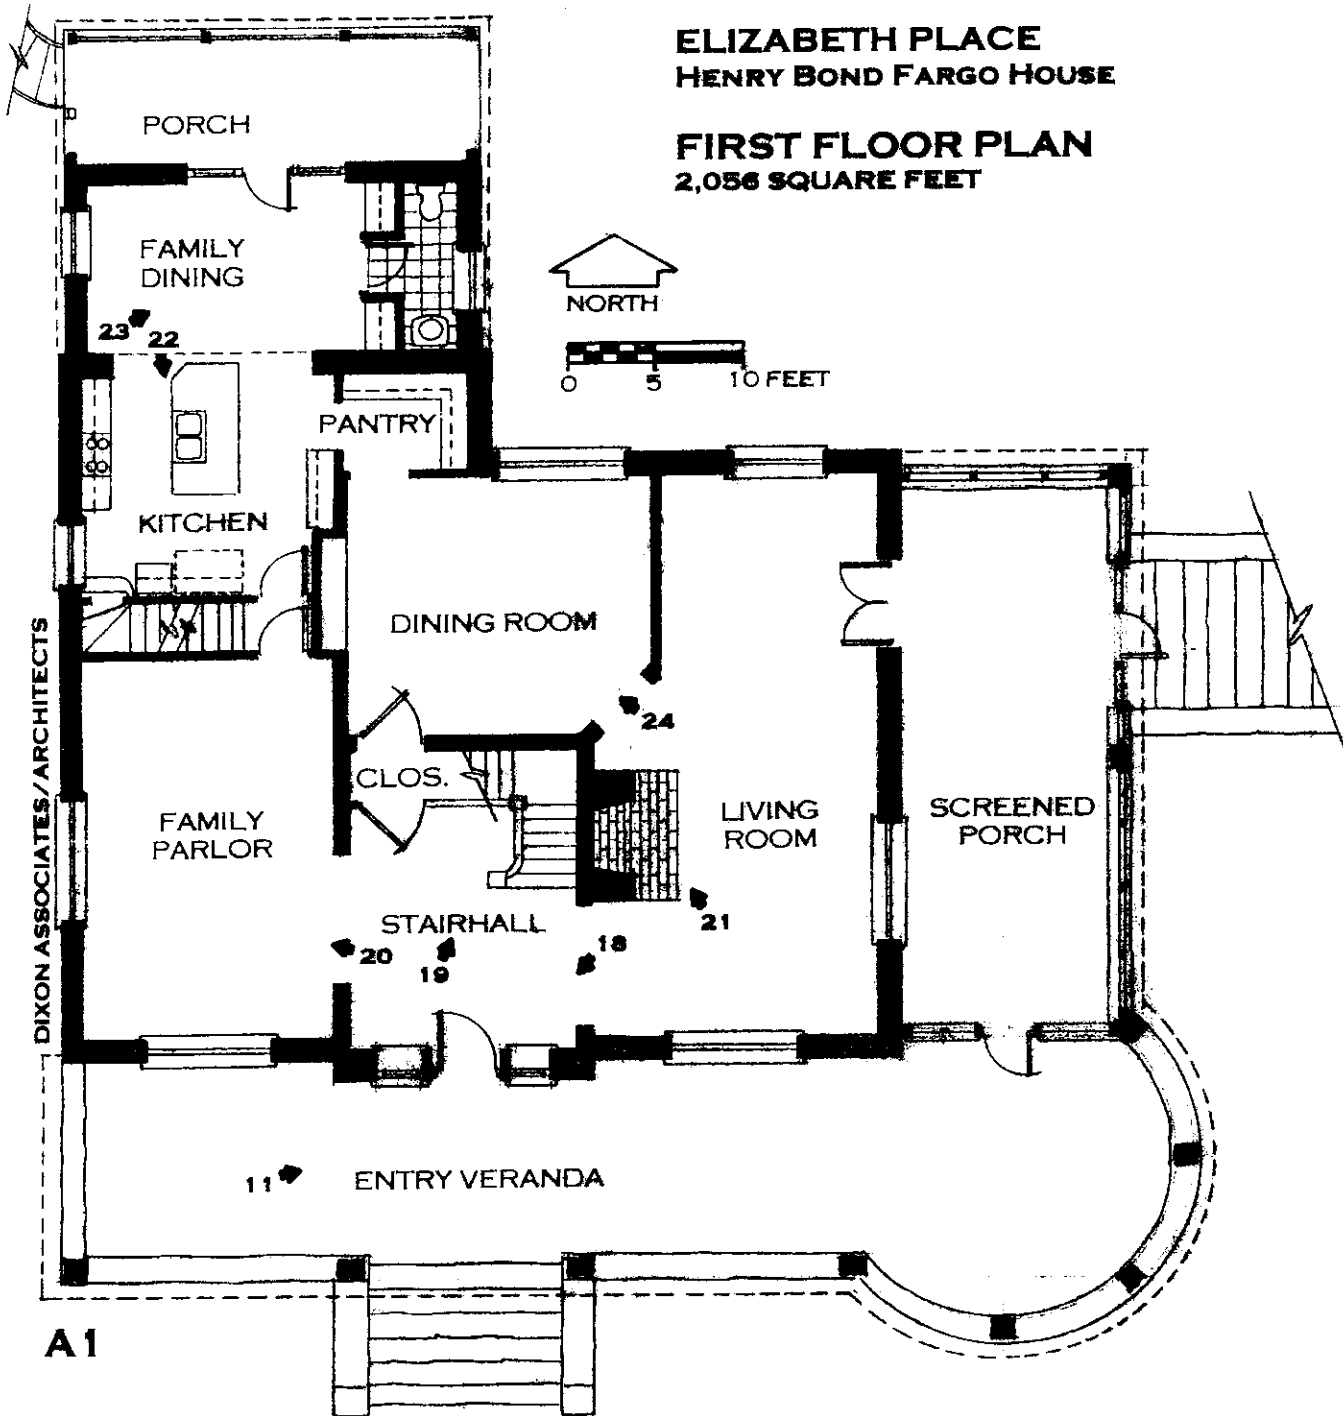 ELIZABETH PLACE
HENRY BOND FARGO HOUSE
FIRST FLOOR PLAN
2,056 SQUARE FEET
PORCH
FAMILY
DINING
NORTH
23
22
0 5 10 FEET
PANTRY
KITCHEN
DINING ROOM
24
CLOS.
FAMILY
PARLOR
LIVING
ROOM
SCREENED
PORCH
STAIRHALL
21
20
19
18
DIXON ASSOCIATES/ARCHITECTS
11
ENTRY VERANDA
A1